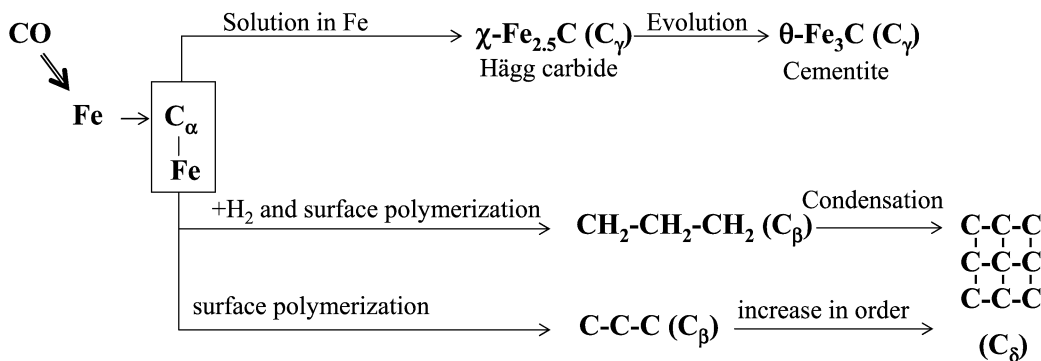 CO
Solution in Fe
χ-Fe2.5C (Cγ)
Evolution
θ-Fe3C (Cγ)
Hägg carbide
Cementite
Fe
Cα
Fe
+H2 and surface polymerization
CH2-CH2-CH2 (Cβ)
Condensation
C-C-C
C-C-C
C-C-C
surface polymerization
C-C-C (Cβ)
increase in order
(Cδ)